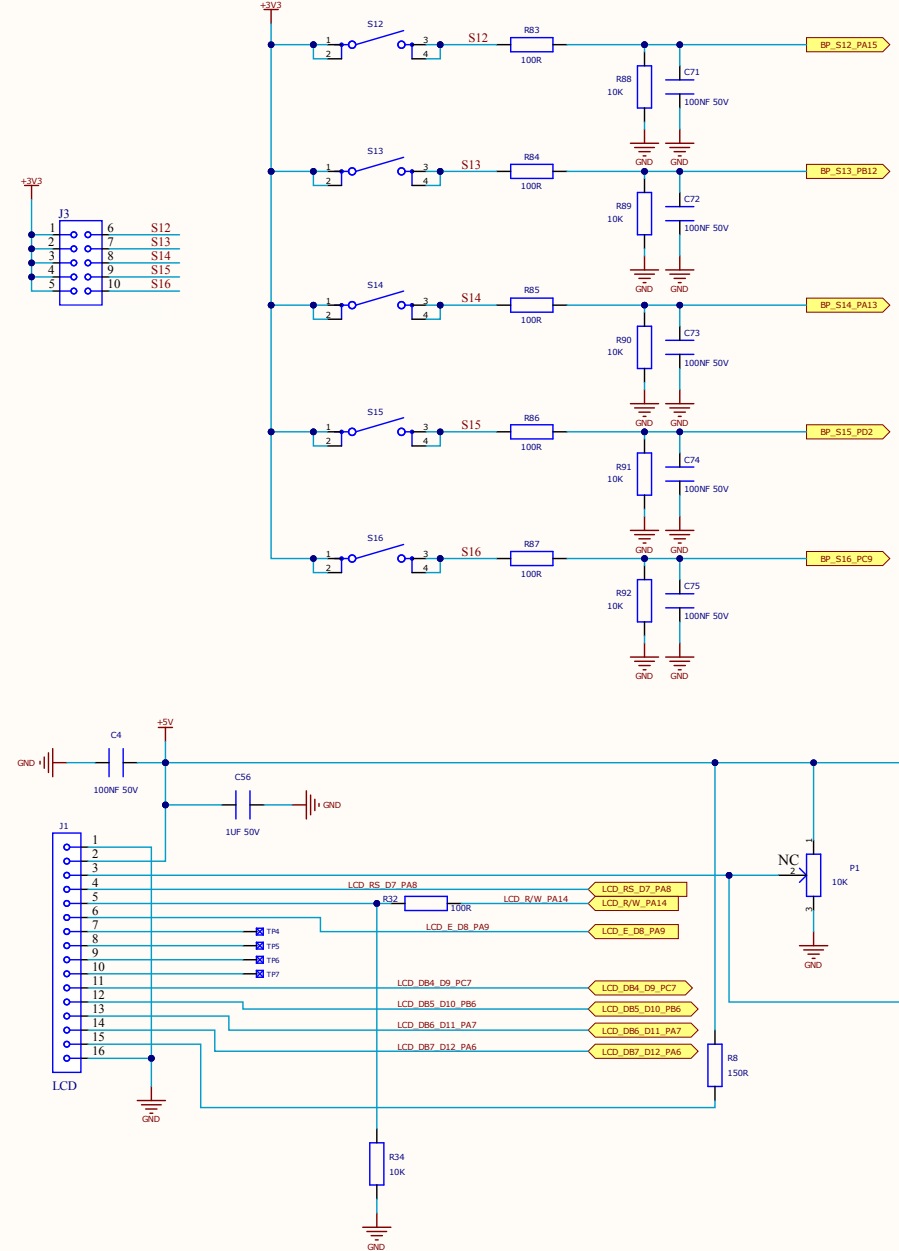 +3V3
S12
1
2
3
4
S12
R83
100R
BP_S12_PA15
R88
10K
C71
100NF 50V
GND
GND
S13
1
2
3
4
S13
R84
100R
BP_S13_PB12
R89
10K
C72
100NF 50V
GND
GND
+3V3
J3
1
2
3
4
5
6
7
8
9
10
S12
S13
S14
S15
S16
S14
1
2
3
4
S14
R85
100R
BP_S14_PA13
R90
10K
C73
100NF 50V
GND
GND
S15
1
2
3
4
S15
R86
100R
BP_S15_PD2
R91
10K
C74
100NF 50V
GND
GND
S16
1
2
3
4
S16
R87
100R
BP_S16_PC9
R92
10K
C75
100NF 50V
GND
GND
+5V
C4
GND
100NF 50V
C56
GND
1UF 50V
J1
1
2
3
4
5
6
7
8
9
10
11
12
13
14
15
16
LCD
GND
LCD_RS_D7_PA8
LCD_RS_D7_PA8
R32
100R
LCD_R/W_PA14
LCD_R/W_PA14
LCD_E_D8_PA9
LCD_E_D8_PA9
TP4
TP5
TP6
TP7
LCD_DB4_D9_PC7
LCD_DB4_D9_PC7
LCD_DB5_D10_PB6
LCD_DB5_D10_PB6
LCD_DB6_D11_PA7
LCD_DB6_D11_PA7
LCD_DB7_D12_PA6
LCD_DB7_D12_PA6
NC
1
2
3
P1
10K
GND
R8
150R
R34
10K
GND